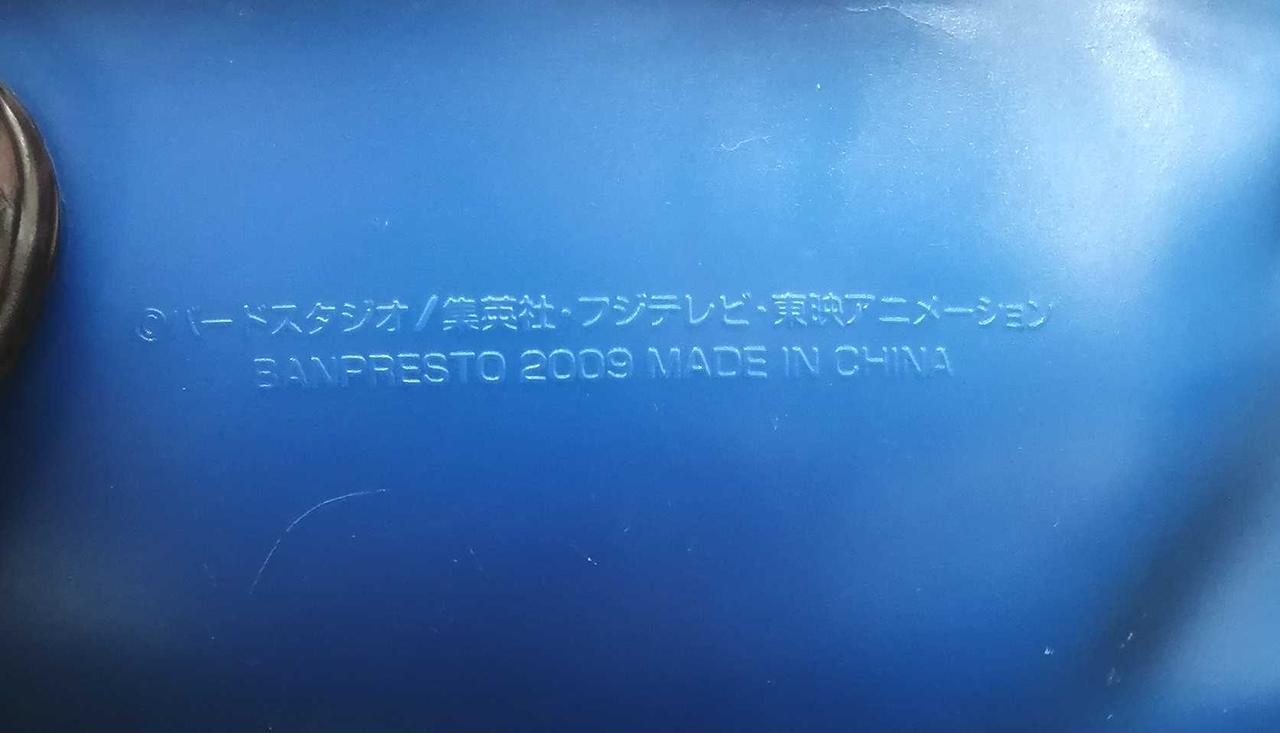 ©バードスタジオ/集英社・フジテレビ・東映アニメーション
BANPRESTO 2009 MADE IN CHINA